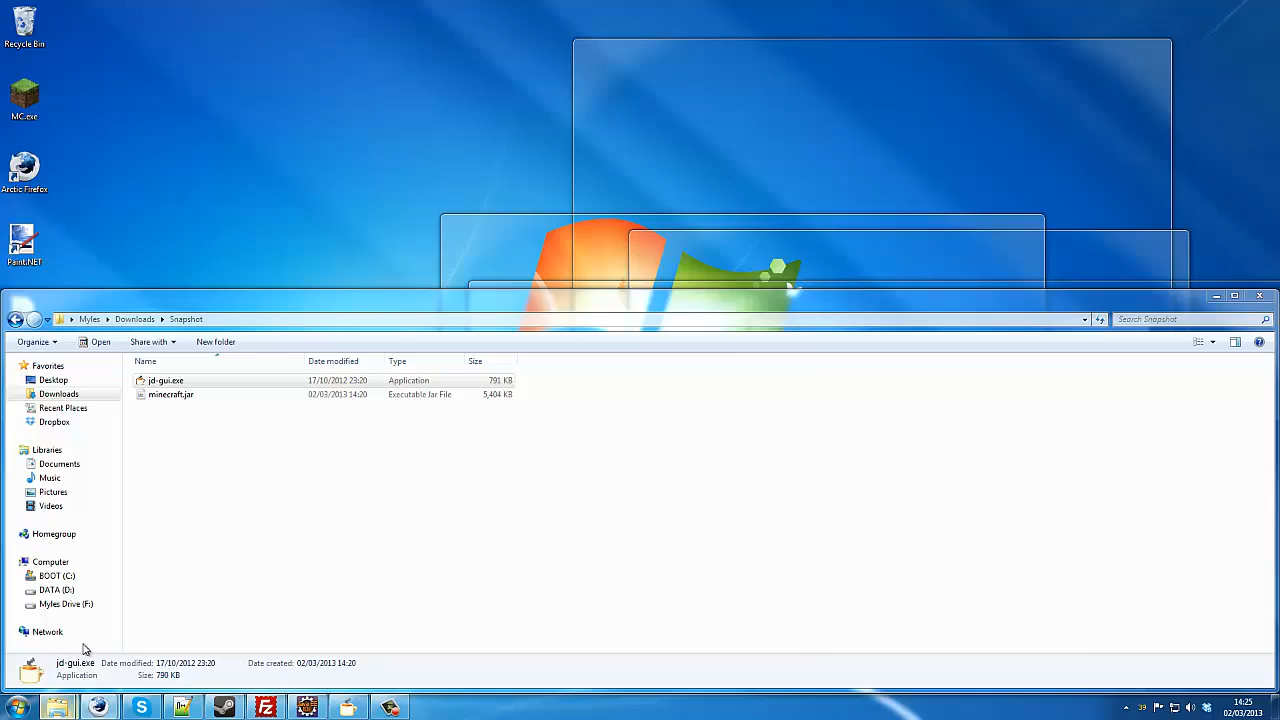 Recycle Bin
MC.exe
Arctic Firefox
Paint.NET
Myles Downloads Snapshot
Search Snapshot
Organize Open Share with New folder
Name Date modified Type Size
jd-gui.exe 17/10/2012 23:20 Application 791 KB
minecraft.jar 02/03/2013 14:20 Executable Jar File 5,404 KB
Favorites
Desktop
Downloads
Recent Places
Dropbox
Libraries
Documents
Music
Pictures
Videos
Homegroup
Computer
BOOT (C:)
DATA (D:)
Myles Drive (F:)
Network
jd-gui.exe Date modified: 17/10/2012 23:20 Date created: 02/03/2013 14:20
Application Size: 790 KB
39
14:25
02/03/2013